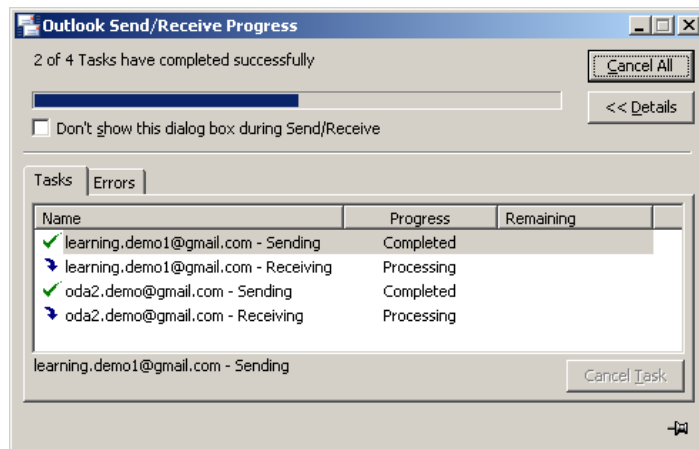 Outlook Send/Receive Progress
2 of 4 Tasks have completed successfully
Cancel All
<< Details
Don't show this dialog box during Send/Receive
Tasks Errors
Name Progress Remaining
learning.demo1@gmail.com - Sending Completed
learning.demo1@gmail.com - Receiving Processing
oda2.demo@gmail.com - Sending Completed
oda2.demo@gmail.com - Receiving Processing
learning.demo1@gmail.com - Sending
Cancel Task